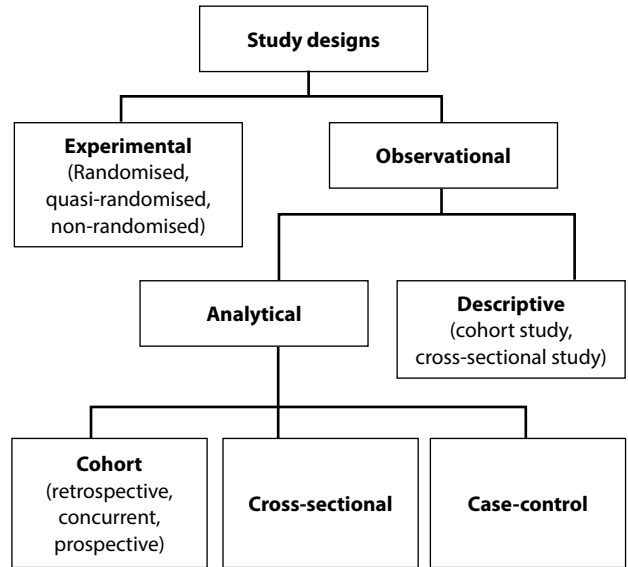 Study designs
Experimental
(Randomised,
quasi-randomised,
non-randomised)
Observational
Analytical
Descriptive
(cohort study,
cross-sectional study)
Cohort
(retrospective,
concurrent,
prospective)
Cross-sectional
Case-control